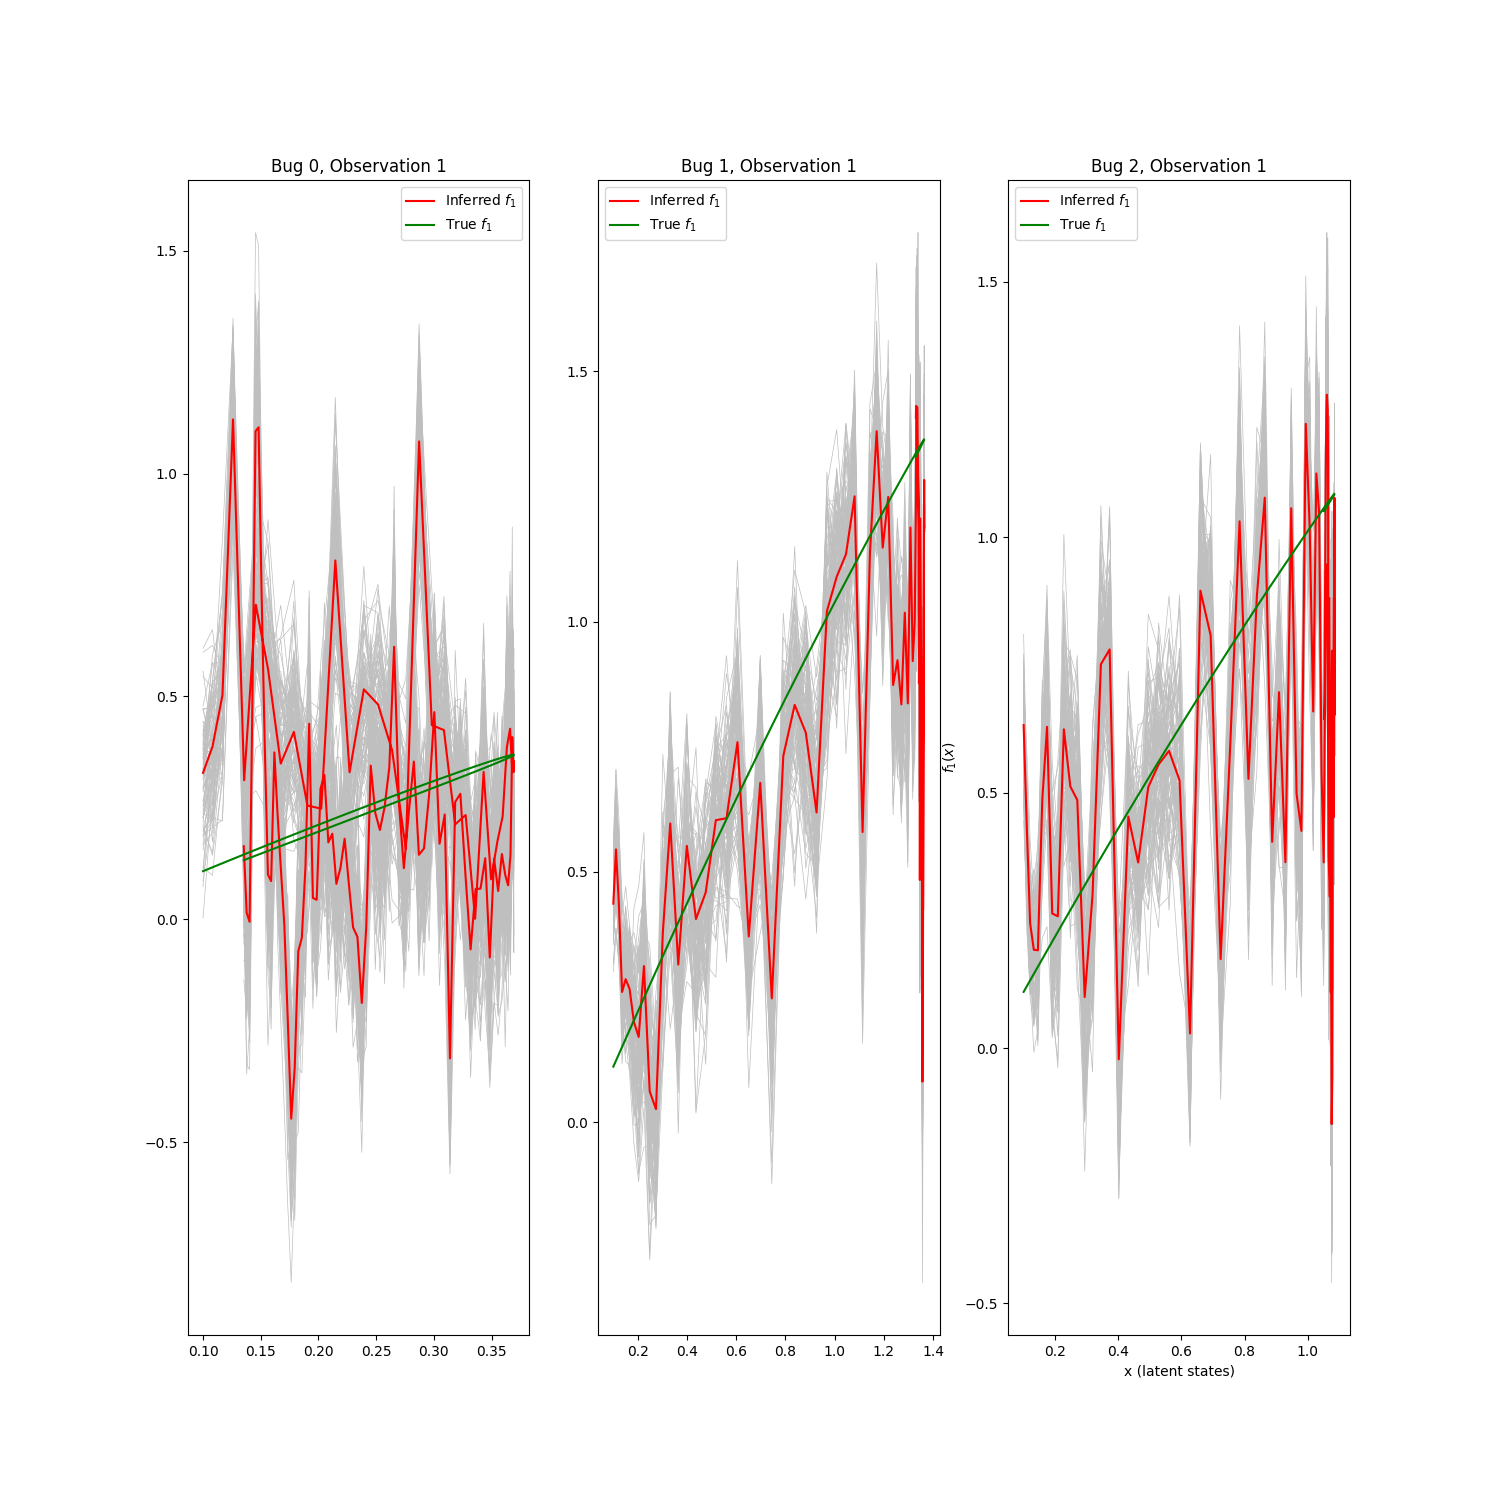 Bug 0, Observation 1
Inferred f₁
True f₁
1.5
1.0
0.5
0.0
−0.5
0.10 0.15 0.20 0.25 0.30 0.35
Bug 1, Observation 1
Inferred f₁
True f₁
1.5
1.0
0.5
0.0
0.2 0.4 0.6 0.8 1.0 1.2 1.4
Bug 2, Observation 1
Inferred f₁
True f₁
f₁(x)
1.5
1.0
0.5
0.0
−0.5
0.2 0.4 0.6 0.8 1.0
x (latent states)